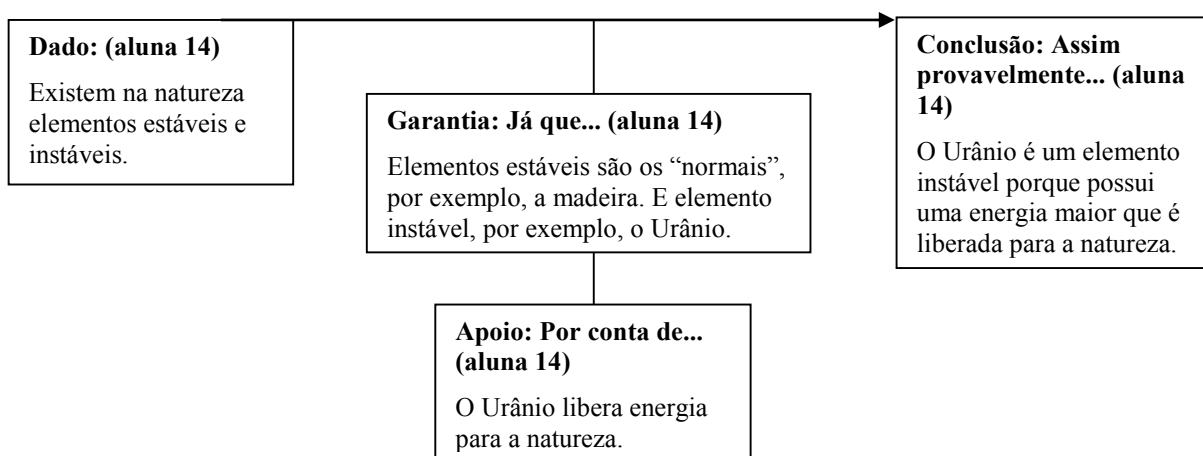 Dado: (aluna 14)
Existem na natureza
elementos estáveis e
instáveis.
Garantia: Já que... (aluna 14)
Elementos estáveis são os “normais”,
por exemplo, a madeira. E elemento
instável, por exemplo, o Urânio.
Apoio: Por conta de...
(aluna 14)
O Urânio libera energia
para a natureza.
Conclusão: Assim
provavelmente... (aluna
14)
O Urânio é um elemento
instável porque possui
uma energia maior que é
liberada para a natureza.